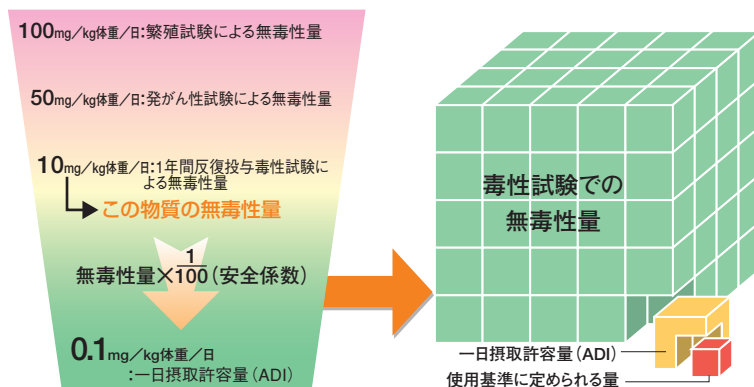 100mg/kg体重/日:繁殖試験による無毒性量
50mg/kg体重/日:発がん性試験による無毒性量
10mg/kg体重/日:1年間反復投与毒性試験に
よる無毒性量
この物質の無毒性量
無毒性量×1/100(安全係数)
0.1mg/kg体重/日
:一日摂取許容量(ADI)
毒性試験での
無毒性量
一日摂取許容量(ADI)
使用基準に定められる量